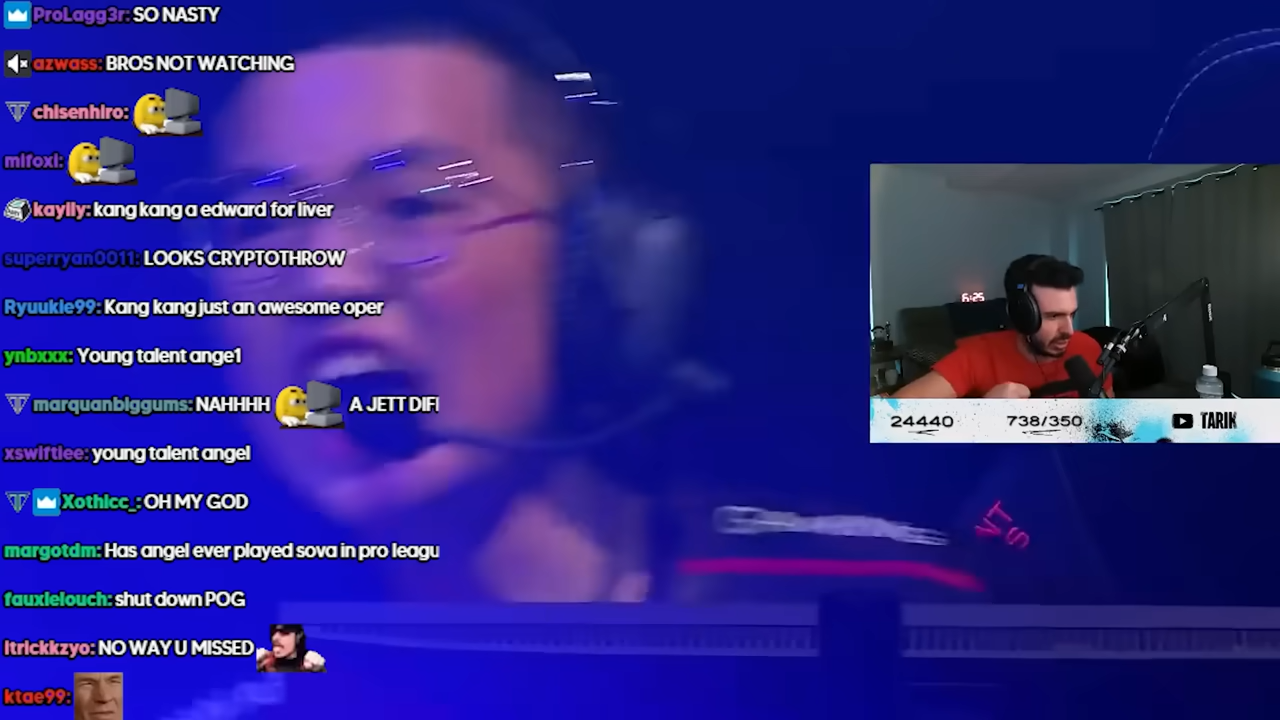 ProLagg3r: SO NASTY
azwass: BROS NOT WATCHING
chisenhiro:
mifoxi:
kaylly: kang kang a edward for liver
superryan0011: LOOKS CRYPTOTHROW
Ryuukie99: Kang kang just an awesome oper
ynbxxx: Young talent ange1
marquanbiggums: NAHHHH A JETT DIFI
xswiftiee: young talent angel
Xothicc_: OH MY GOD
margotdm: Has angel ever played sova in pro leagu
fauxlelouch: shut down POG
itrickkzyo: NO WAY U MISSED
ktae99:
6:25
24440 738/350 TARIK